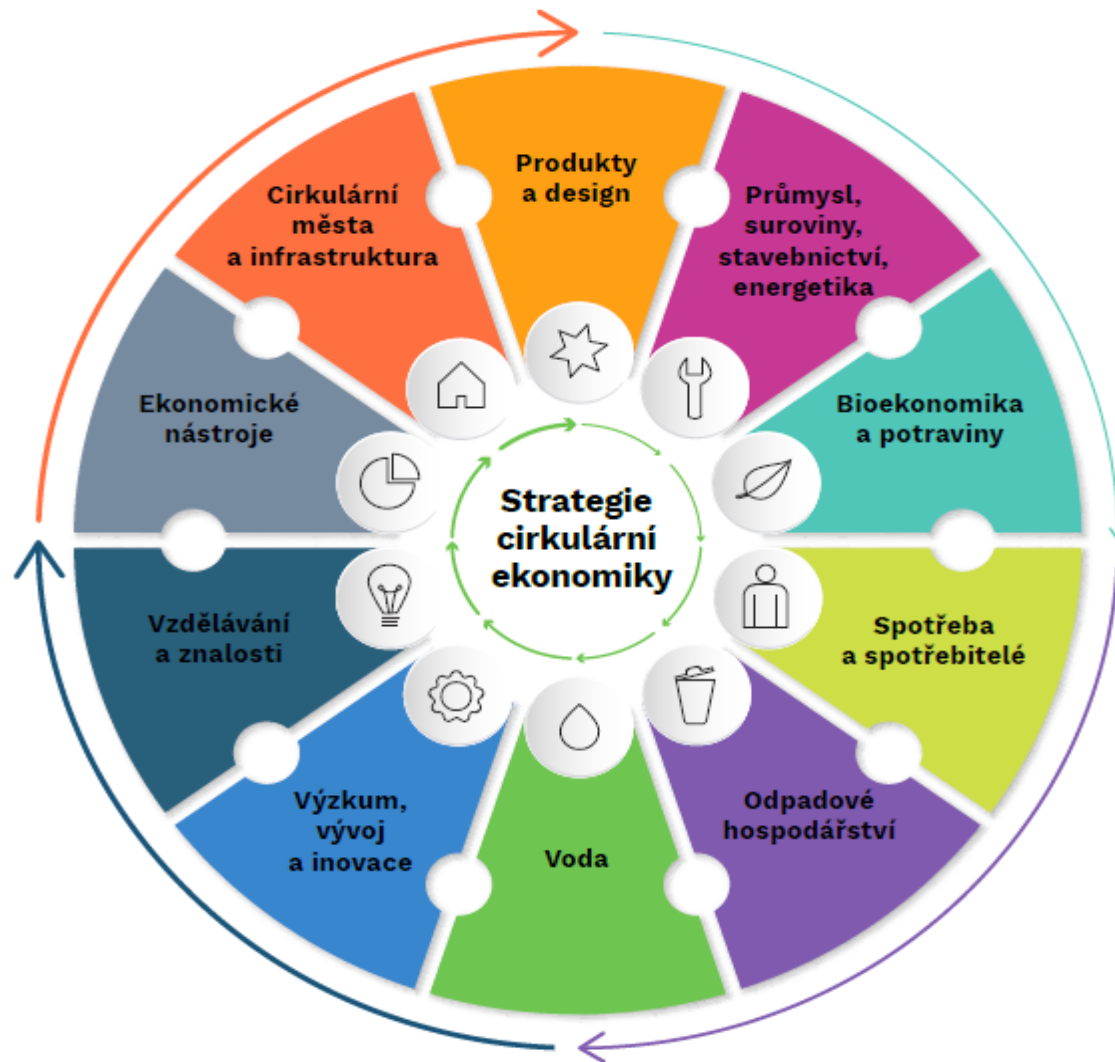 Produkty
a design
Průmysl,
suroviny,
stavebnictví,
energetika
Bioekonomika
a potraviny
Spotřeba
a spotřebitelé
Odpadové
hospodářství
Voda
Výzkum,
vývoj
a inovace
Vzdělávání
a znalosti
Ekonomické
nástroje
Cirkulární
města
a infrastruktura
Strategie
cirkulární
ekonomiky